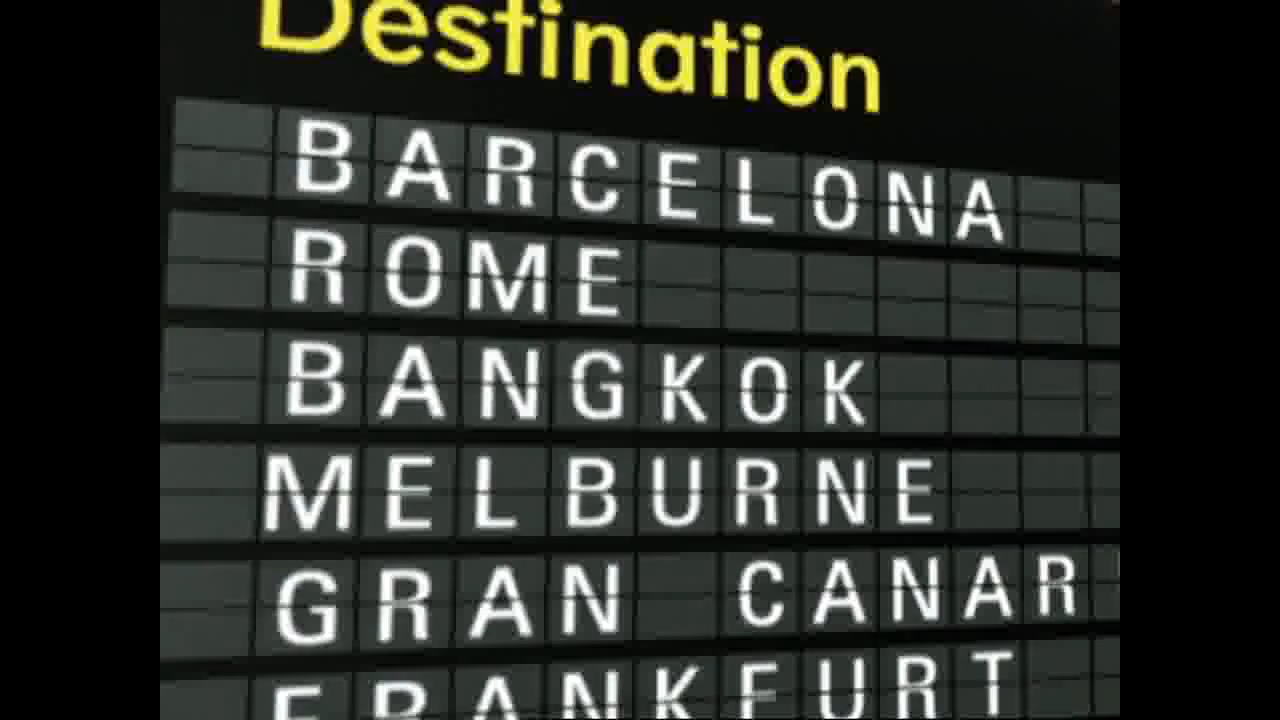 Destination
BARCELONA
ROME
BANGKOK
MELBURNE
GRAN CANAR
FRANKFURT